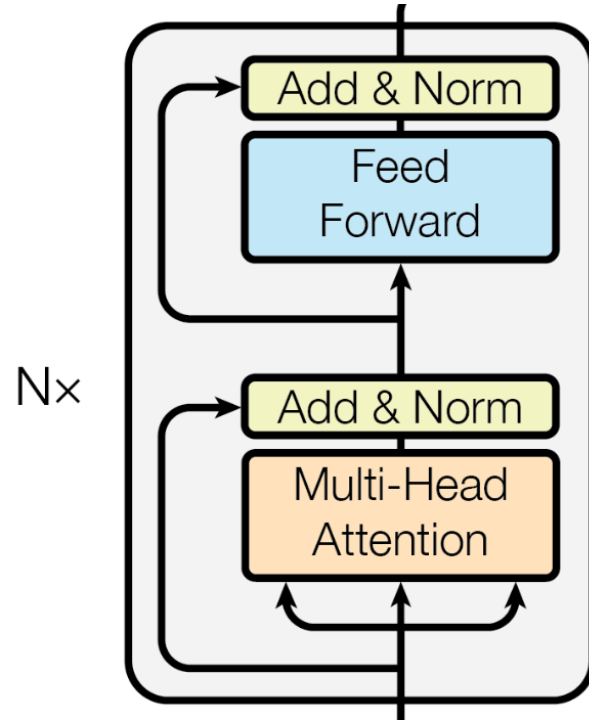 Add & Norm
Feed
Forward
N×
Add & Norm
Multi-Head
Attention